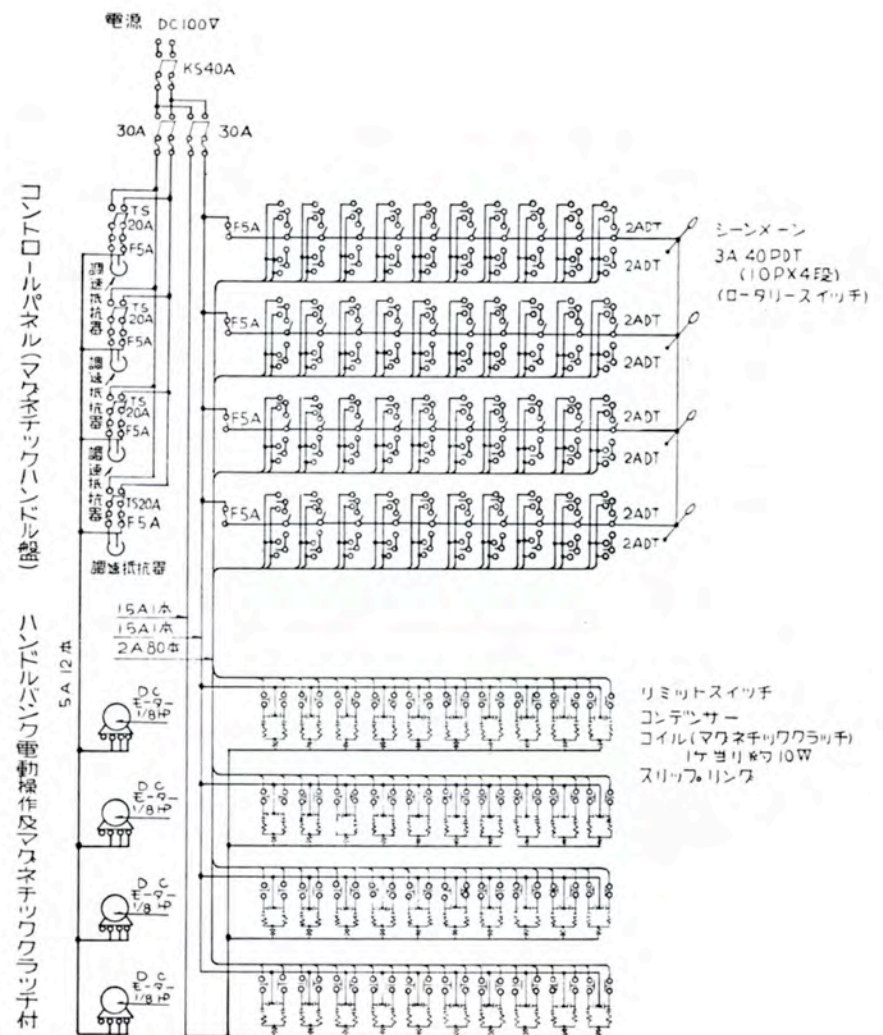 電源 DC100V
KS40A
30A
30A
コントロールパネル(マグネチックハンドル盤)
TS
20A
F5A
調速抵抗器
TS
20A
F5A
調速抵抗器
TS
20A
F5A
調速抵抗器
TS20A
F5A
調速抵抗器
F5A
2ADT
2ADT
F5A
2ADT
2ADT
F5A
2ADT
2ADT
F5A
2ADT
2ADT
シーンメーン
3A 40PDT
(10PX4段)
(ロータリースイッチ)
15A1本
15A1本
2A80本
5A12本
ハンドルバンク電動操作及マグネチッククラッチ付
DC
モーター
1/8HP
DC
モーター
1/8HP
DC
モーター
1/8HP
DC
モーター
1/8HP
リミットスイッチ
コンデンサー
コイル(マグネチッククラッチ)
1ケ当リ約10W
スリップリング